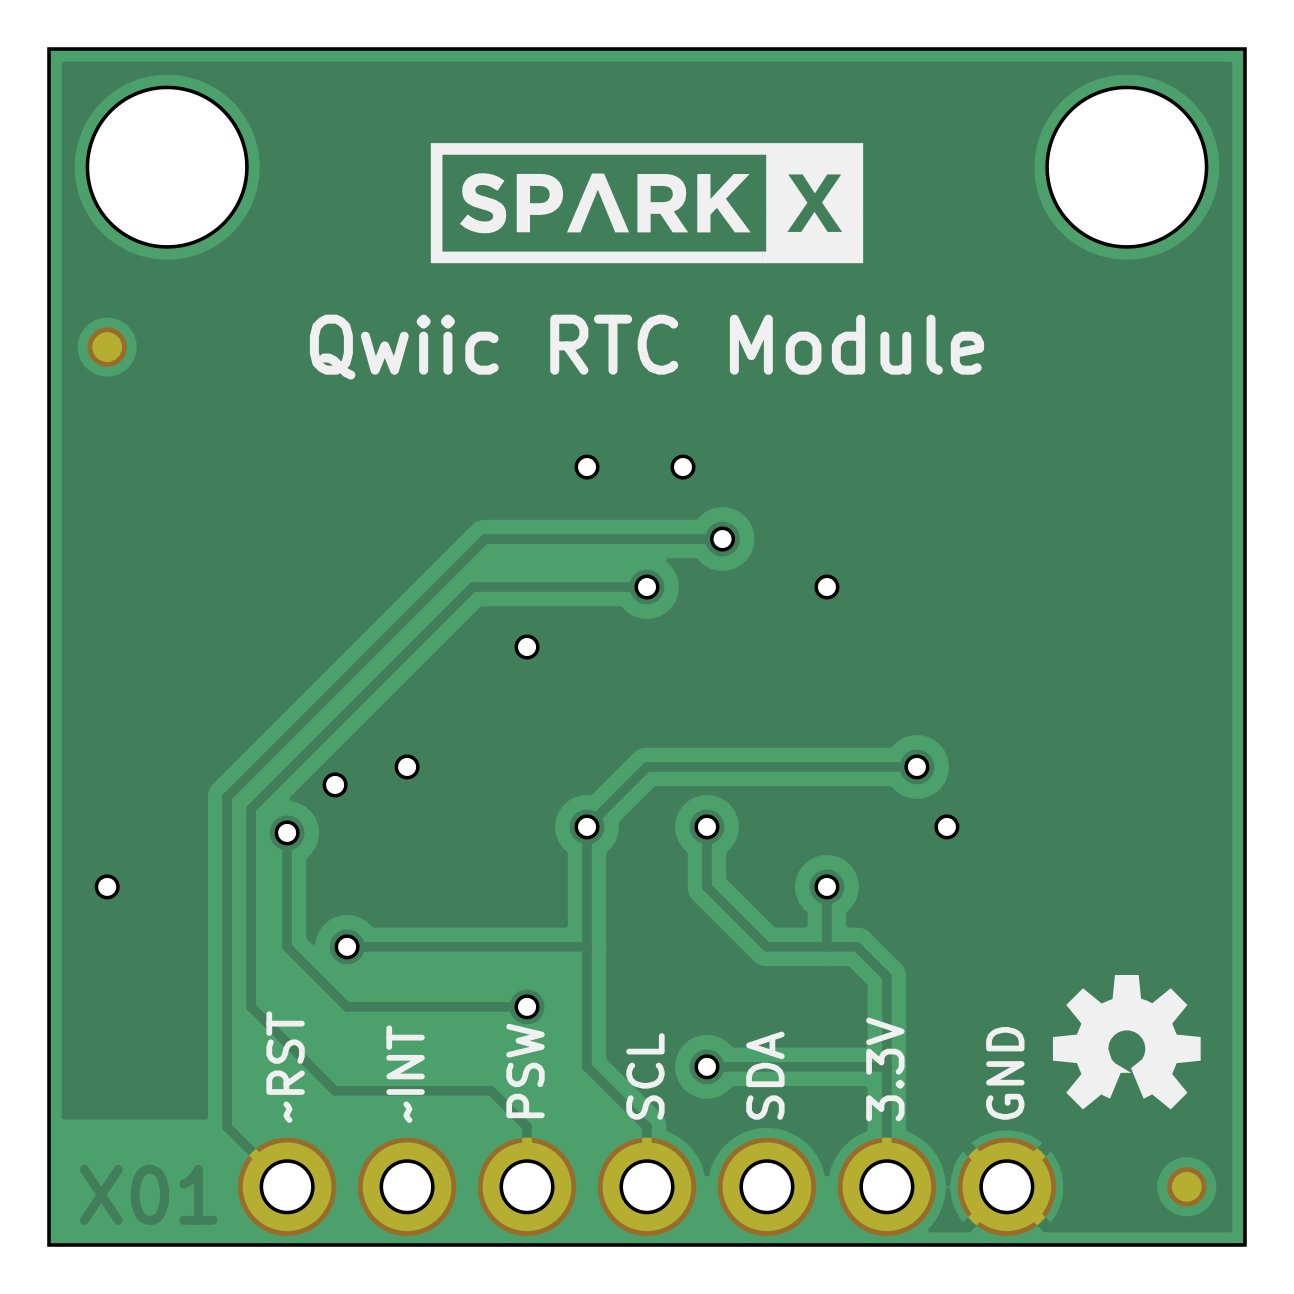 SPARK X
Qwiic RTC Module
~RST
~INT
PSW
SCL
SDA
3.3V
GND
X01